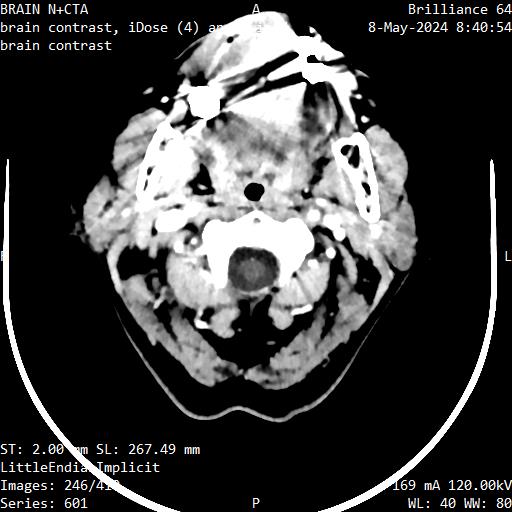 BRAIN N+CTA
A
Brilliance 64
brain contrast, iDose (4)
8-May-2024 8:40:54
brain contrast
L
ST: 2.00 mm SL: 267.49 mm
LittleEndianImplicit
Images: 246/
169 mA 120.00kV
Series: 601
P
WL: 40 WW: 80